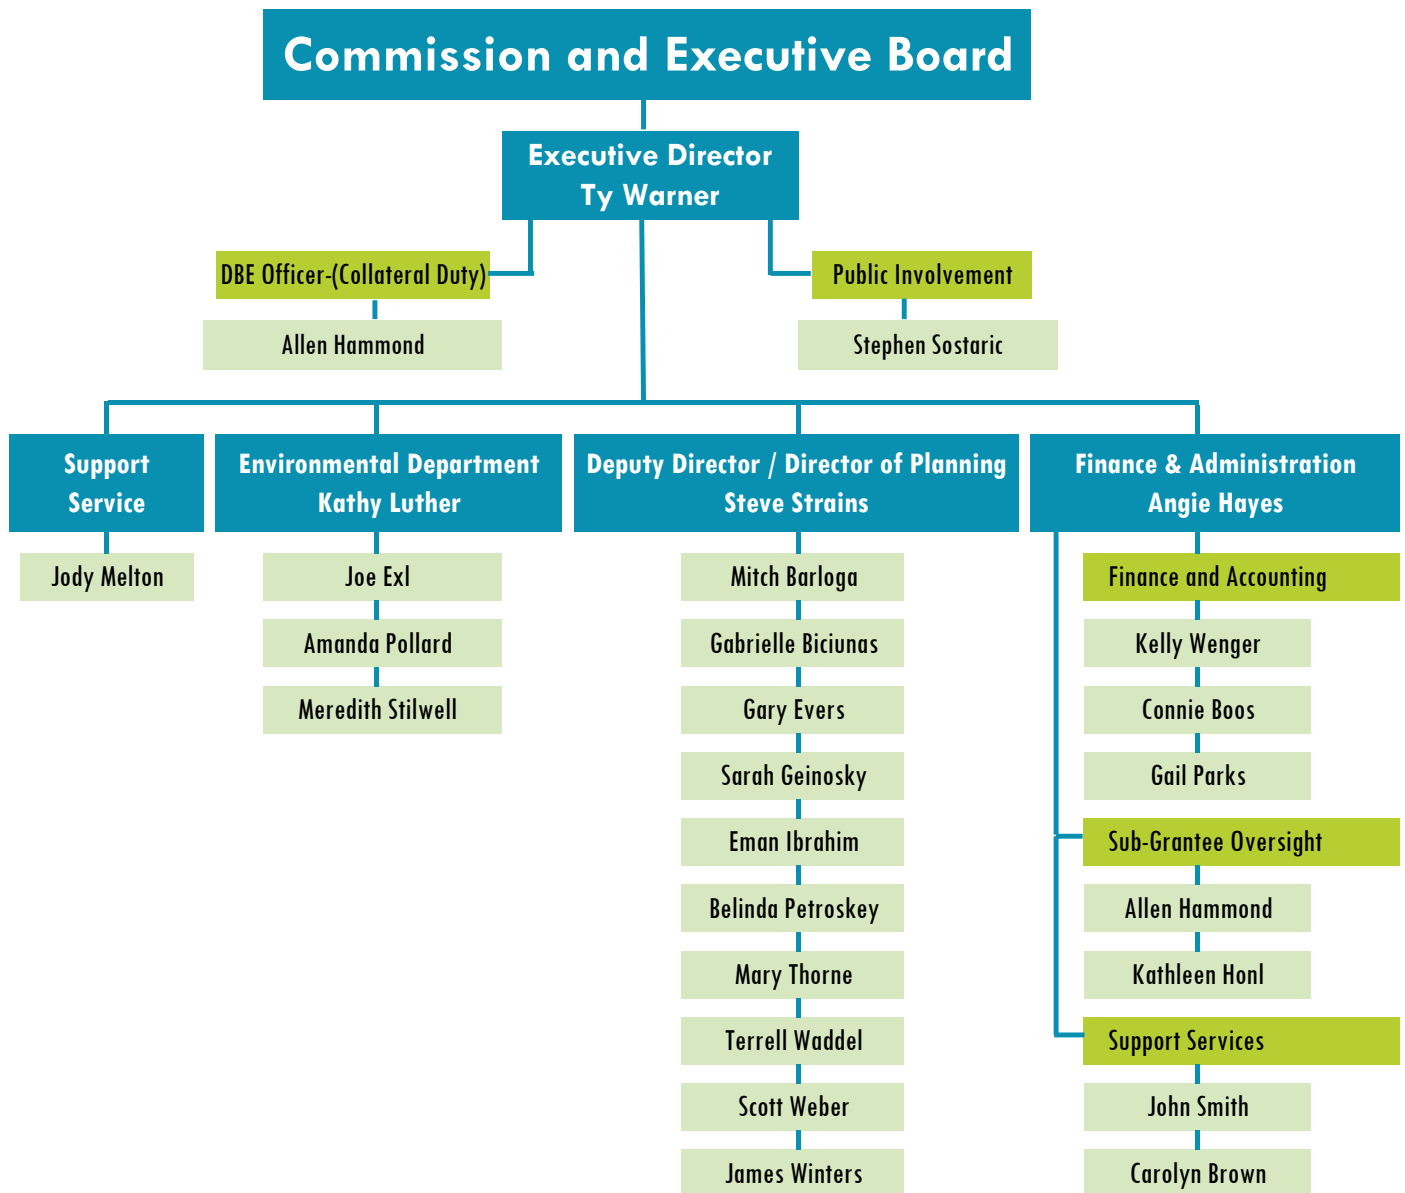 Commission and Executive Board
Executive Director
Ty Warner
DBE Officer-(Collateral Duty)
Allen Hammond
Public Involvement
Stephen Sostaric
Support
Service
Jody Melton
Environmental Department
Kathy Luther
Joe Exl
Amanda Pollard
Meredith Stilwell
Deputy Director / Director of Planning
Steve Strains
Mitch Barloga
Gabrielle Biciunas
Gary Evers
Sarah Geinosky
Eman Ibrahim
Belinda Petroskey
Mary Thorne
Terrell Waddel
Scott Weber
James Winters
Finance & Administration
Angie Hayes
Finance and Accounting
Kelly Wenger
Connie Boos
Gail Parks
Sub-Grantee Oversight
Allen Hammond
Kathleen Honl
Support Services
John Smith
Carolyn Brown